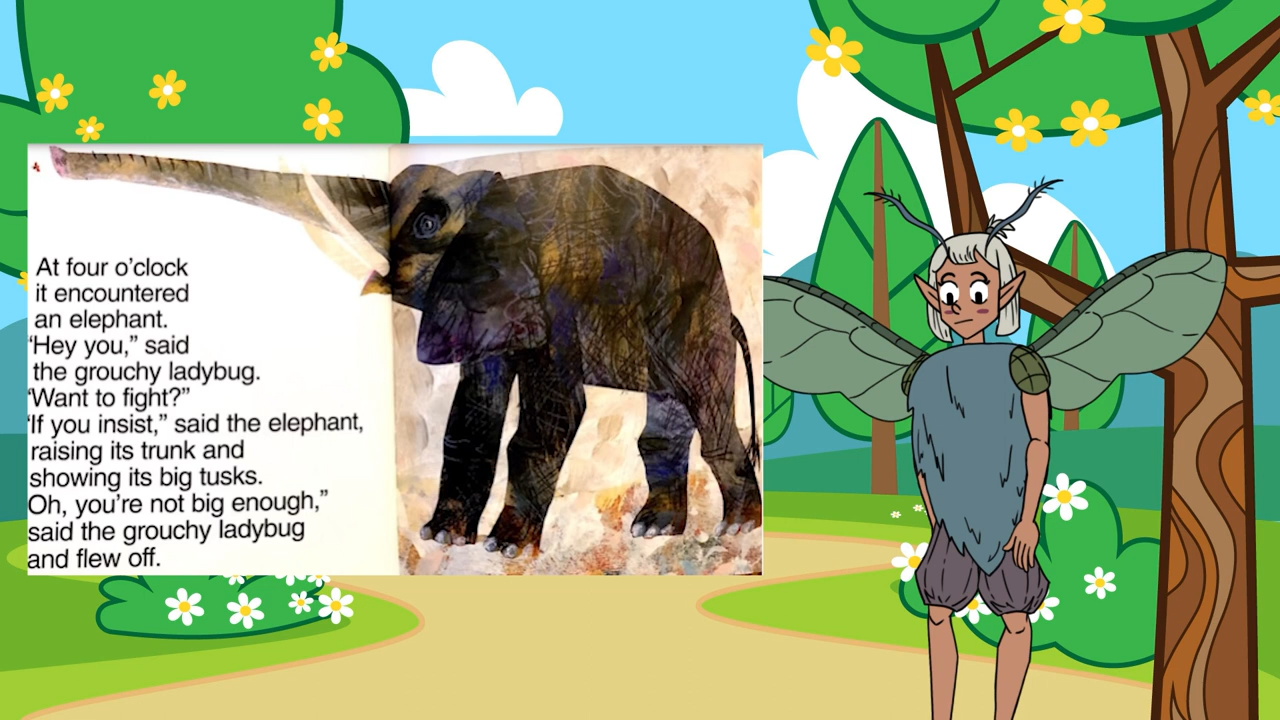 At four o’clock
it encountered
an elephant.
“Hey you,” said
the grouchy ladybug.
“Want to fight?”
“If you insist,” said the elephant,
raising its trunk and
showing its big tusks.
Oh, you’re not big enough,”
said the grouchy ladybug
and flew off.